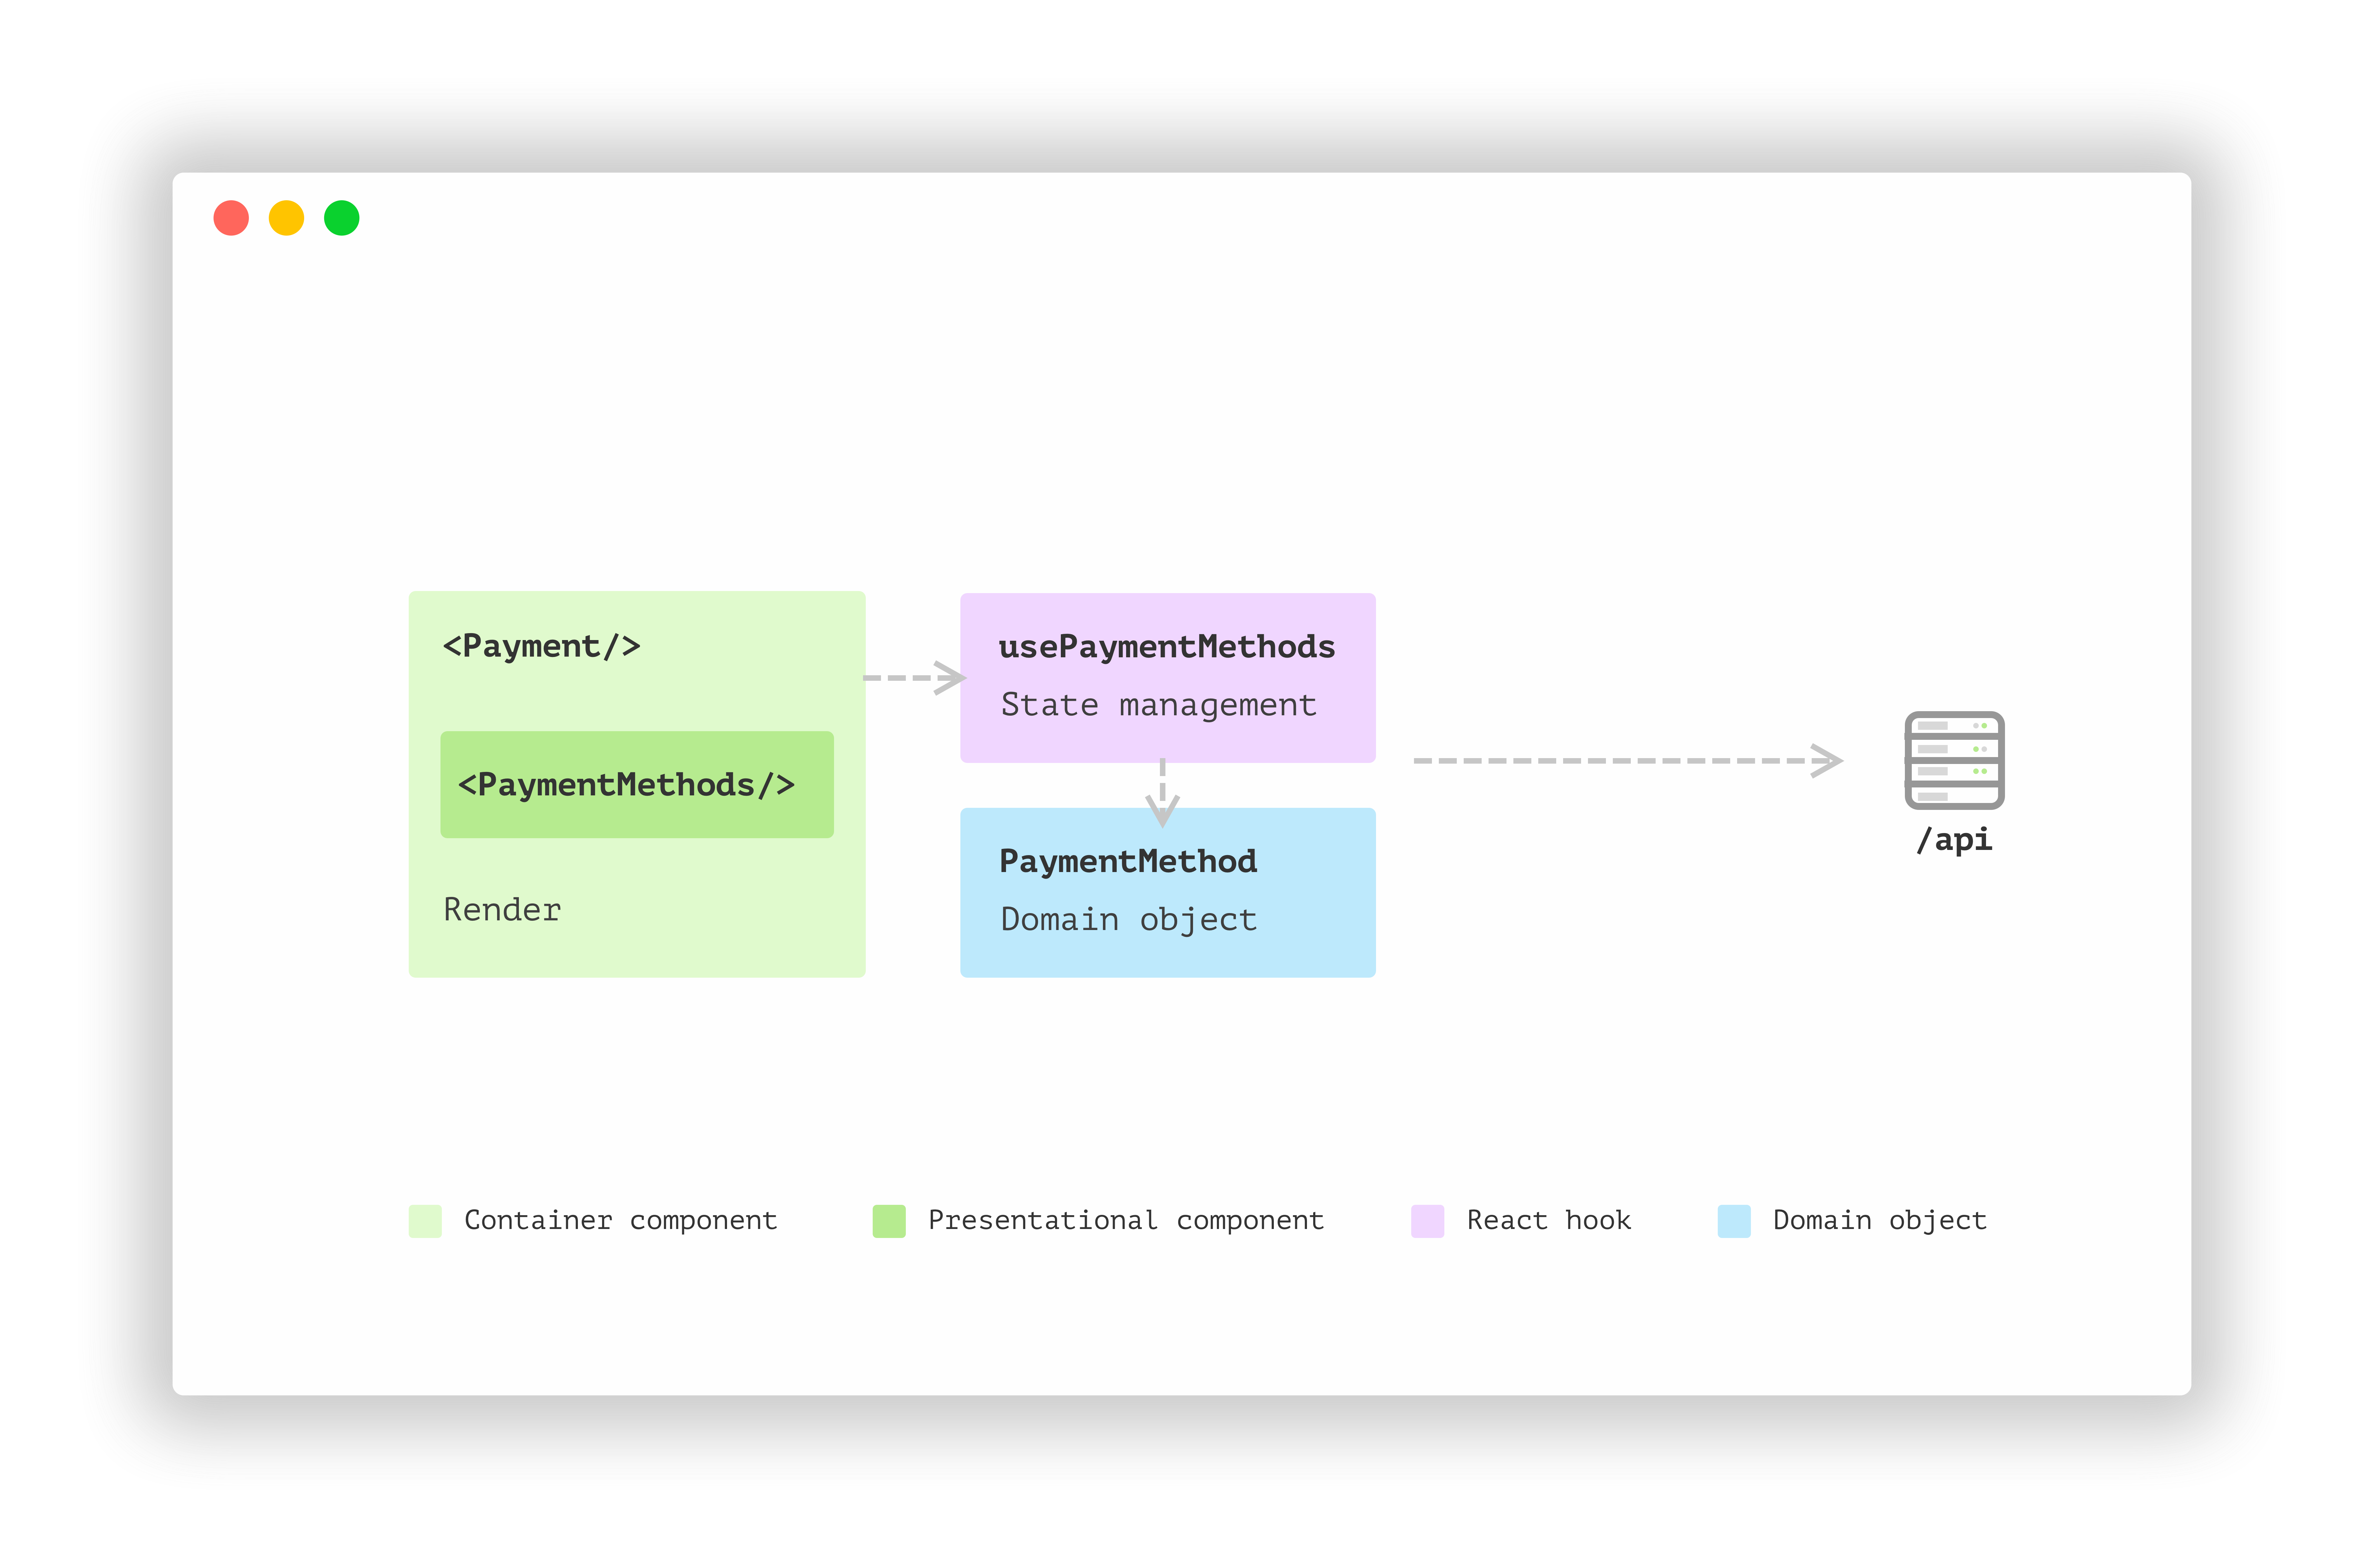 <Payment/>
<PaymentMethods/>
Render
usePaymentMethods
State management
PaymentMethod
Domain object
/api
Container component
Presentational component
React hook
Domain object